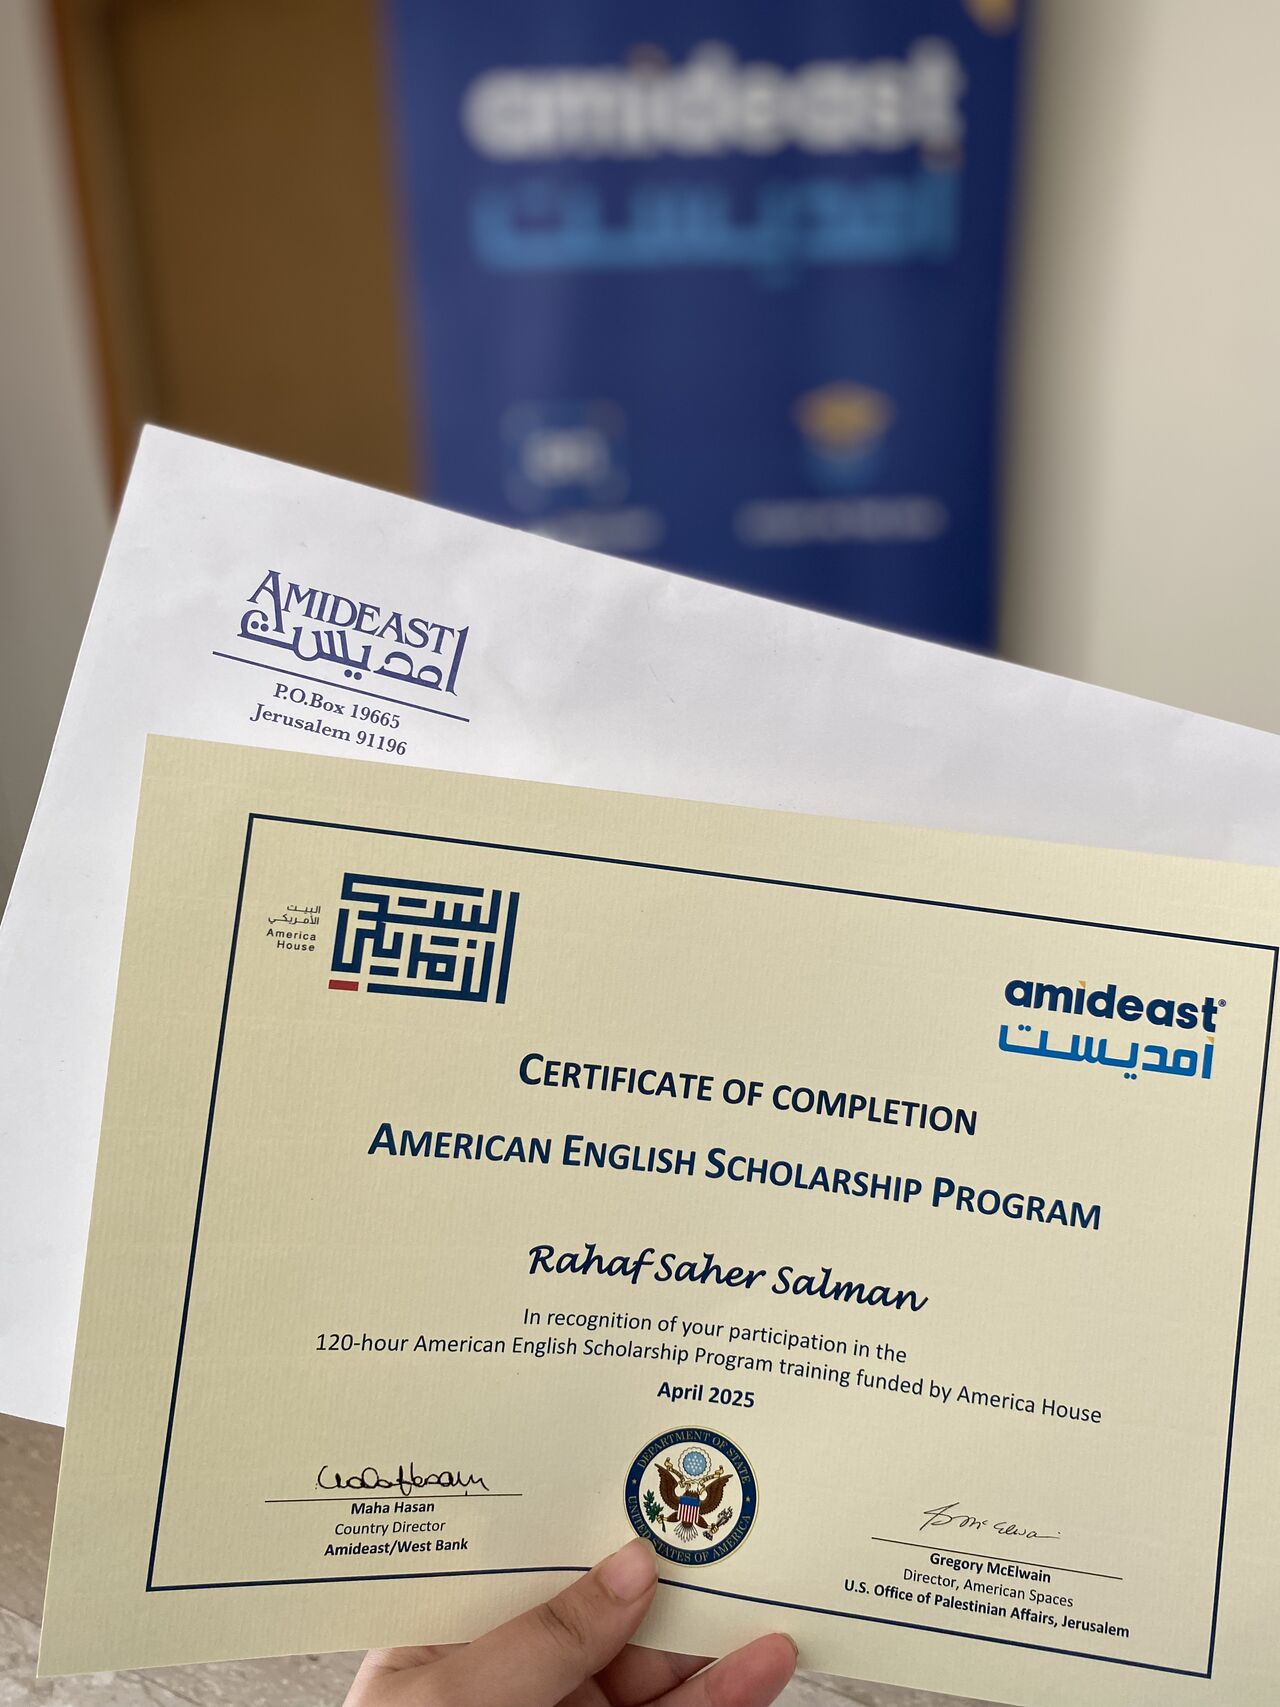 amideast
امديست
AMIDEAST
امديست
P.O.Box 19665
Jerusalem 91196
البيت
الأمريكي
America
House
amideast®
امديست
CERTIFICATE OF COMPLETION
AMERICAN ENGLISH SCHOLARSHIP PROGRAM
Rahaf Saher Salman
In recognition of your participation in the
120-hour American English Scholarship Program training funded by America House
April 2025
DEPARTMENT OF STATE
UNITED STATES OF AMERICA
Maha Hasan
Country Director
Amideast/West Bank
Gregory McElwain
Director, American Spaces
U.S. Office of Palestinian Affairs, Jerusalem